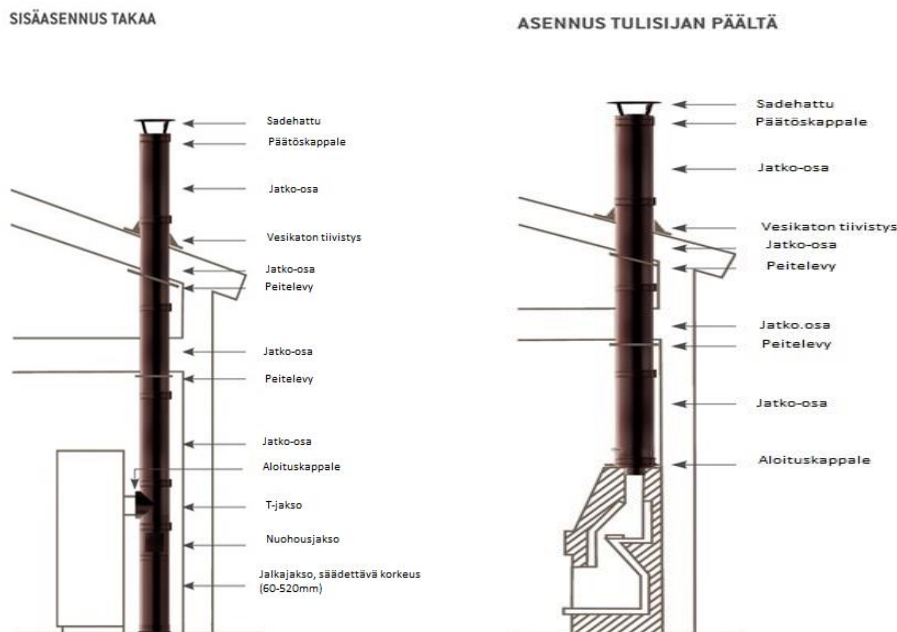 SISÄASENNUS TAKAA
Sadehattu
Päätöskappale
Jatko-osa
Vesikaton tiivistys
Jatko-osa
Peitelevy
Jatko-osa
Peitelevy
Jatko-osa
Aloituskappale
T-jakso
Nuohousjakso
Jalkajakso, säädettävä korkeus
(60-520mm)
ASENNUS TULISIJAN PÄÄLTÄ
Sadehattu
Päätöskappale
Jatko-osa
Vesikaton tiivistys
Jatko-osa
Peitelevy
Jatko.osa
Peitelevy
Jatko-osa
Aloituskappale